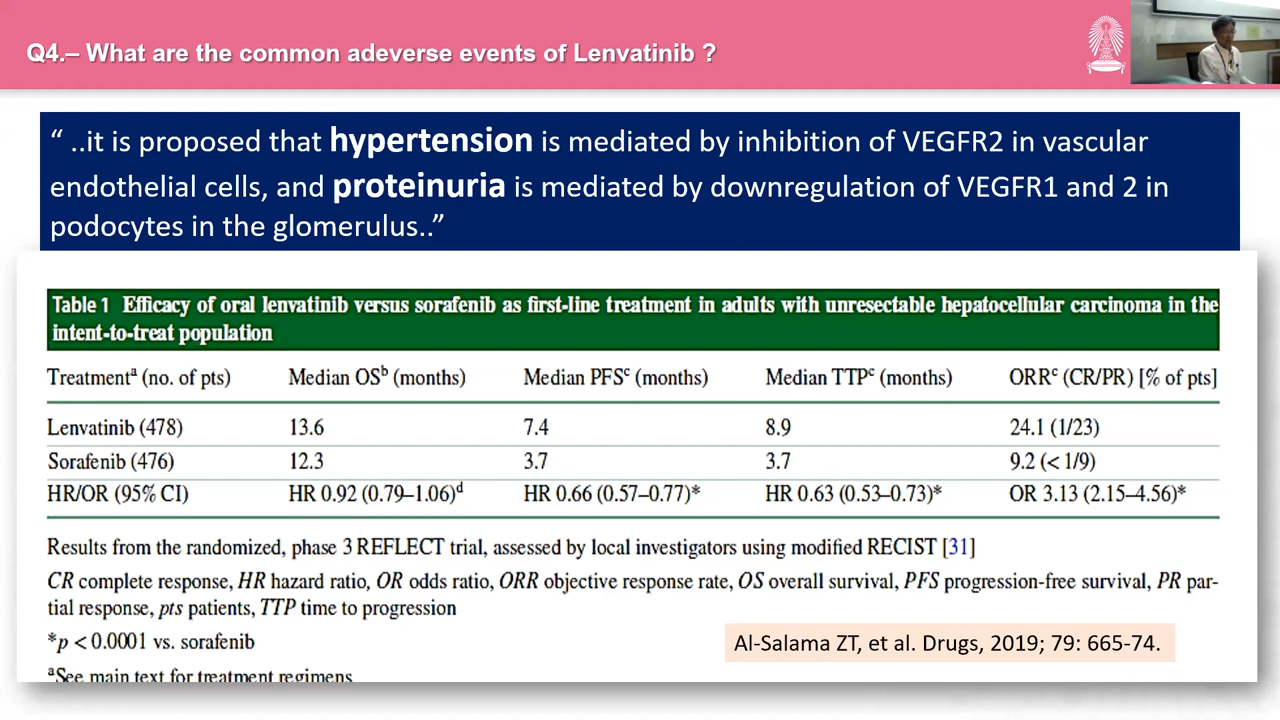 Q4.– What are the common adeverse events of Lenvatinib ?
“ ..it is proposed that hypertension is mediated by inhibition of VEGFR2 in vascular
endothelial cells, and proteinuria is mediated by downregulation of VEGFR1 and 2 in
podocytes in the glomerulus..”
Table 1 Efficacy of oral lenvatinib versus sorafenib as first-line treatment in adults with unresectable hepatocellular carcinoma in the
intent-to-treat population
Treatmentᵃ (no. of pts) Median OSᵇ (months) Median PFSᶜ (months) Median TTPᶜ (months) ORRᶜ (CR/PR) [% of pts]
Lenvatinib (478) 13.6 7.4 8.9 24.1 (1/23)
Sorafenib (476) 12.3 3.7 3.7 9.2 (< 1/9)
HR/OR (95% CI) HR 0.92 (0.79–1.06)ᵈ HR 0.66 (0.57–0.77)* HR 0.63 (0.53–0.73)* OR 3.13 (2.15–4.56)*
Results from the randomized, phase 3 REFLECT trial, assessed by local investigators using modified RECIST [31]
CR complete response, HR hazard ratio, OR odds ratio, ORR objective response rate, OS overall survival, PFS progression-free survival, PR par-
tial response, pts patients, TTP time to progression
*p < 0.0001 vs. sorafenib
Al-Salama ZT, et al. Drugs, 2019; 79: 665-74.
ᵃSee main text for treatment regimens